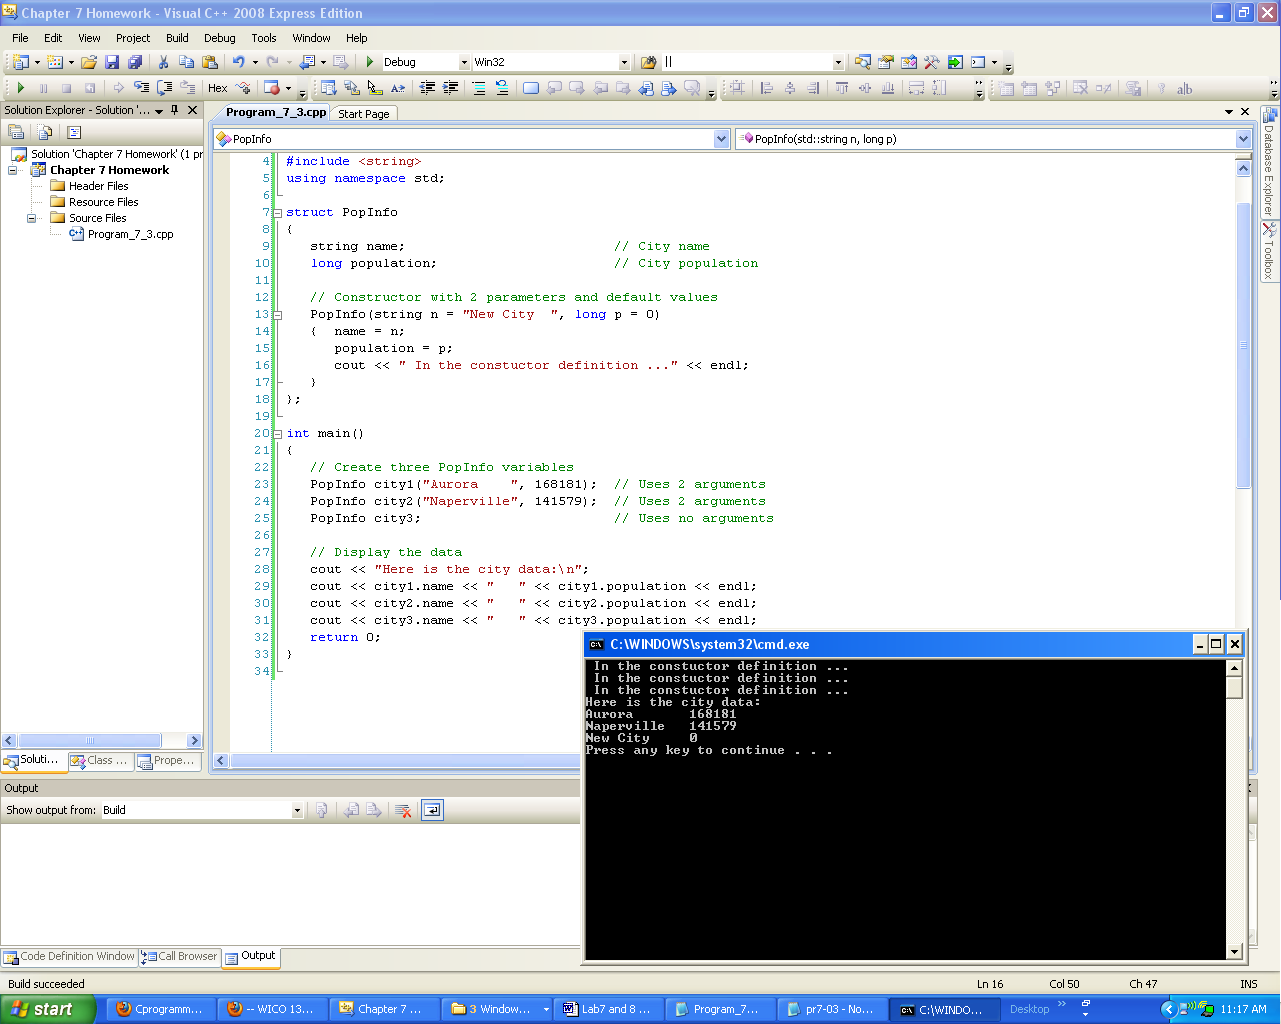 Chapter 7 Homework - Visual C++ 2008 Express Edition
File Edit View Project Build Debug Tools Window Help
Debug Win32 ||
Hex
Solution Explorer - Solution '...
Program_7_3.cpp Start Page
PopInfo PopInfo(std::string n, long p)
Solution 'Chapter 7 Homework' (1 pr
Chapter 7 Homework
Header Files
Resource Files
Source Files
Program_7_3.cpp
4 #include <string>
5 using namespace std;
6
7 struct PopInfo
8 {
9 string name; // City name
10 long population; // City population
11
12 // Constructor with 2 parameters and default values
13 PopInfo(string n = "New City  ", long p = 0)
14 {  name = n;
15 population = p;
16 cout << " In the constuctor definition ..." << endl;
17 }
18 };
19
20 int main()
21 {
22 // Create three PopInfo variables
23 PopInfo city1("Aurora    ", 168181);  // Uses 2 arguments
24 PopInfo city2("Naperville", 141579);  // Uses 2 arguments
25 PopInfo city3; // Uses no arguments
26
27 // Display the data
28 cout << "Here is the city data:\n";
29 cout << city1.name << "   " << city1.population << endl;
30 cout << city2.name << "   " << city2.population << endl;
31 cout << city3.name << "   " << city3.population << endl;
32 return 0;
33 }
34
Database Explorer
Toolbox
C:\WINDOWS\system32\cmd.exe
In the constuctor definition ...
In the constuctor definition ...
In the constuctor definition ...
Here is the city data:
Aurora       168181
Naperville   141579
New City     0
Press any key to continue . . .
Soluti... Class ... Prope...
Output
Show output from: Build
Code Definition Window Call Browser Output
Build succeeded Ln 16 Col 50 Ch 47 INS
start Cprogramm... -- WICO 13... Chapter 7 ... 3 Window... Lab7 and 8 ... Program_7... pr7-03 - No... C:\WINDO... Desktop 11:17 AM